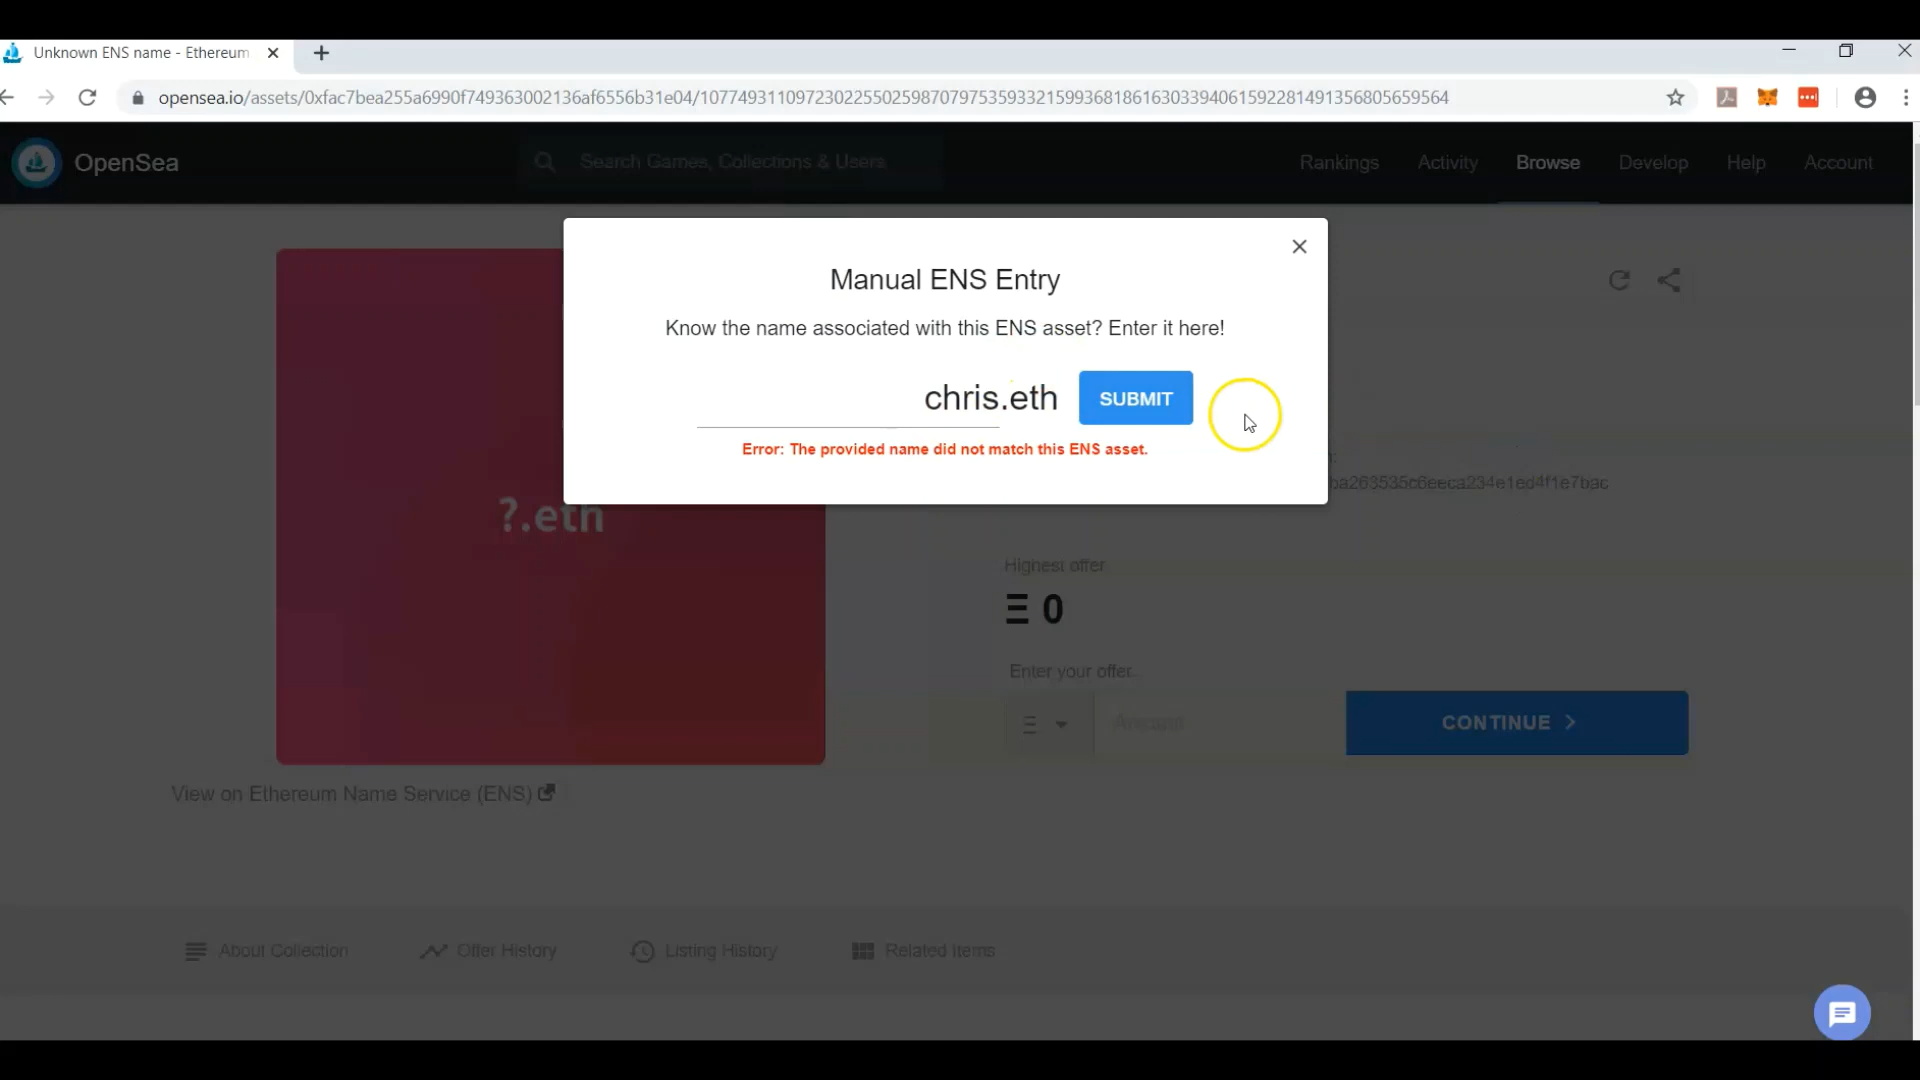 Unknown ENS name - Ethereum
opensea.io/assets/0xfac7bea255a6990f749363002136af6556b31e04/107749311097230225502598707975359332159936818616303394061592281491356805659564
OpenSea
Search Games, Collections & Users
Rankings
Activity
Browse
Develop
Help
Account
Manual ENS Entry
Know the name associated with this ENS asset? Enter it here!
chris.eth
SUBMIT
Error: The provided name did not match this ENS asset.
ba263535c6eeca234e1ed4f1e7bac
?.eth
Highest offer
Ξ 0
Enter your offer.
Ξ
Amount
CONTINUE
View on Ethereum Name Service (ENS)
About Collection
Offer History
Listing History
Related Items